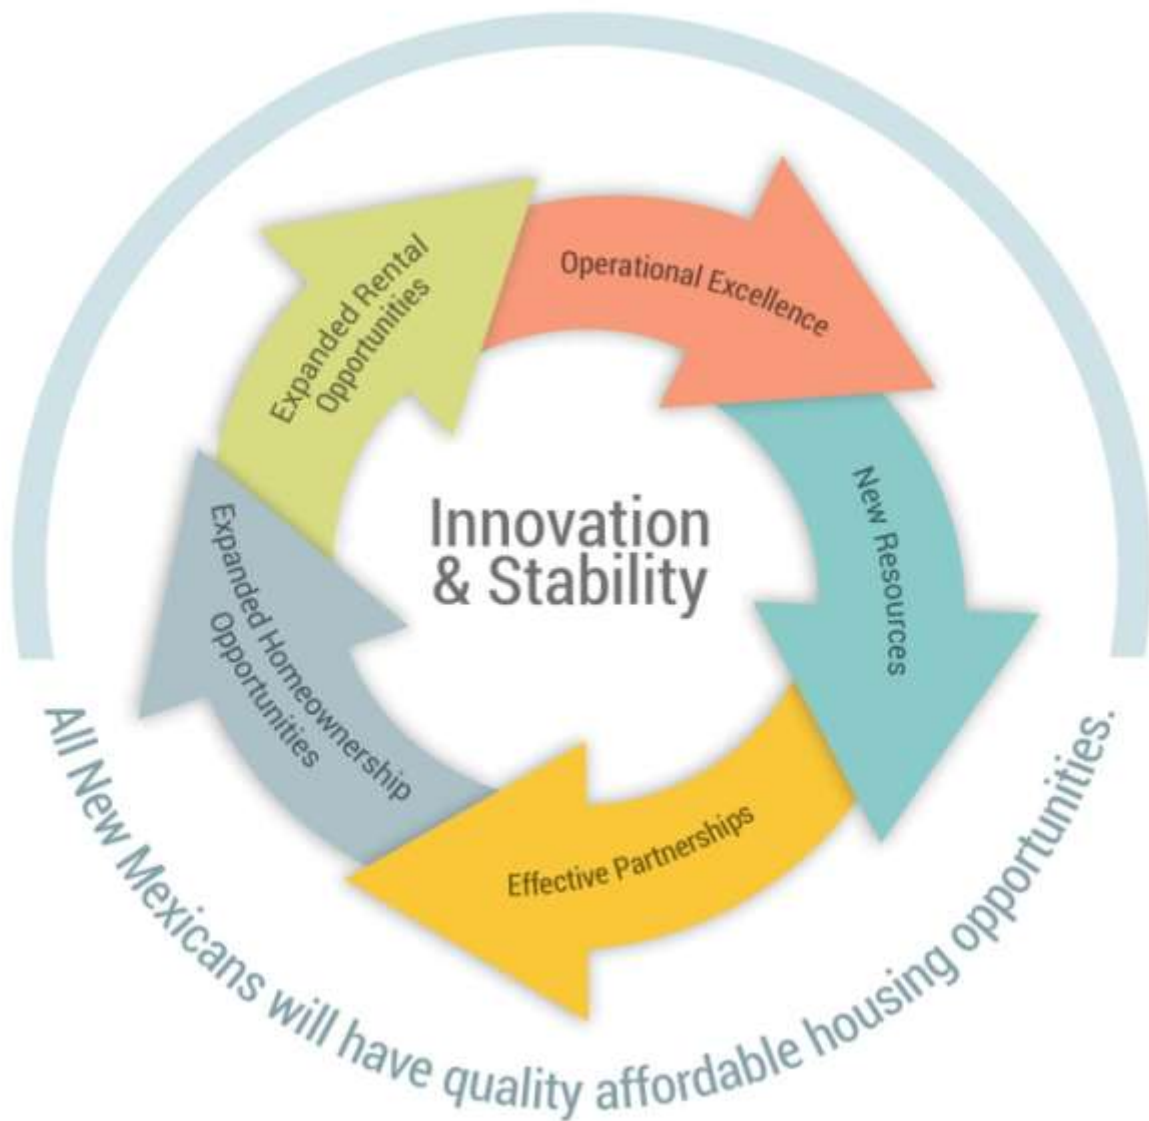 Operational Excellence
New Resources
Effective Partnerships
Expanded Homeownership
Opportunities
Expanded Rental
Opportunities
Innovation
& Stability
All New Mexicans will have quality affordable housing opportunities.